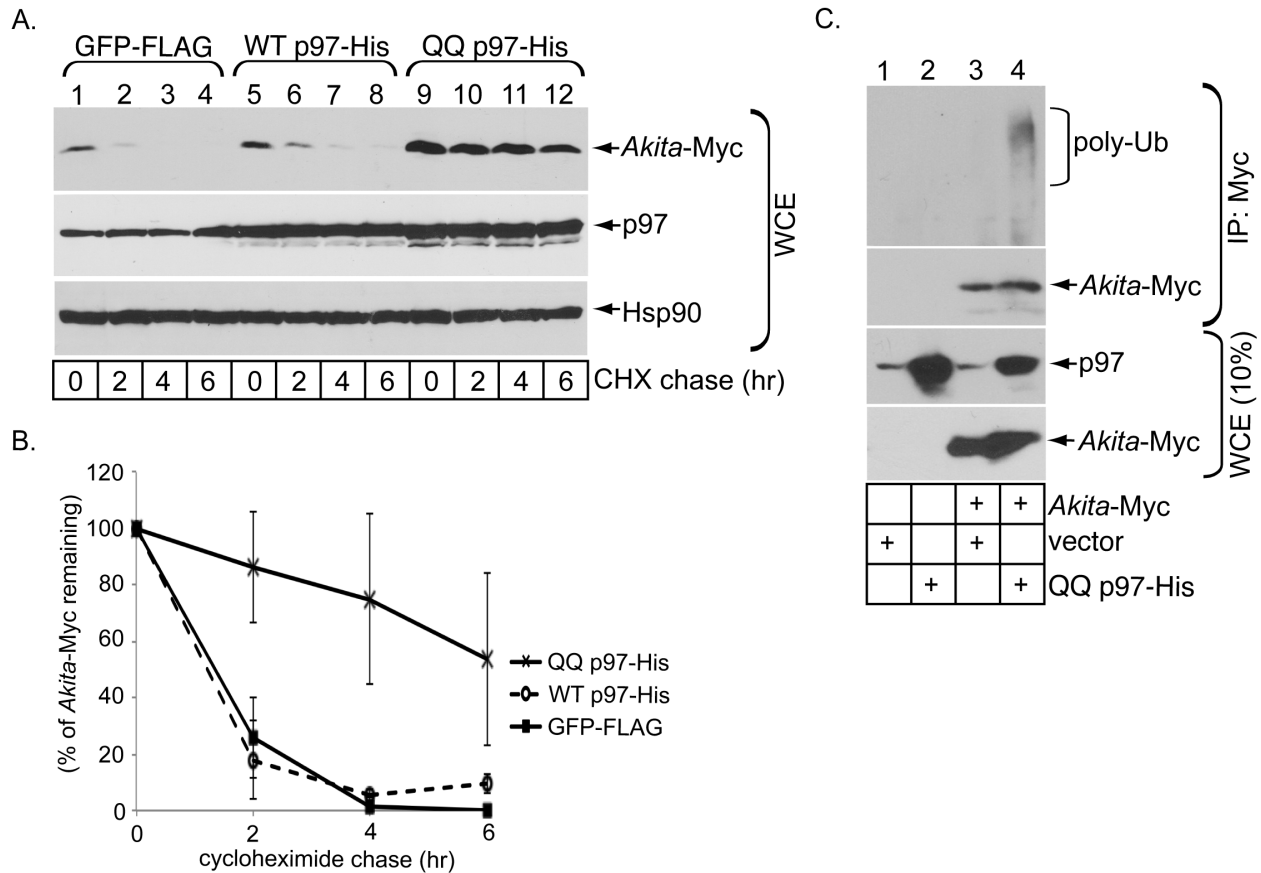 A.
GFP-FLAG WT p97-His QQ p97-His
1 2 3 4 5 6 7 8 9 10 11 12
Akita-Myc
p97
Hsp90
WCE
0 2 4 6 0 2 4 6 0 2 4 6 CHX chase (hr)
B.
120
100
80
60
40
20
0
(% of Akita-Myc remaining)
0 2 4 6
cycloheximide chase (hr)
QQ p97-His
WT p97-His
GFP-FLAG
C.
1 2 3 4
poly-Ub
Akita-Myc
IP: Myc
p97
Akita-Myc
WCE (10%)
+ + Akita-Myc
+ + vector
+ + QQ p97-His